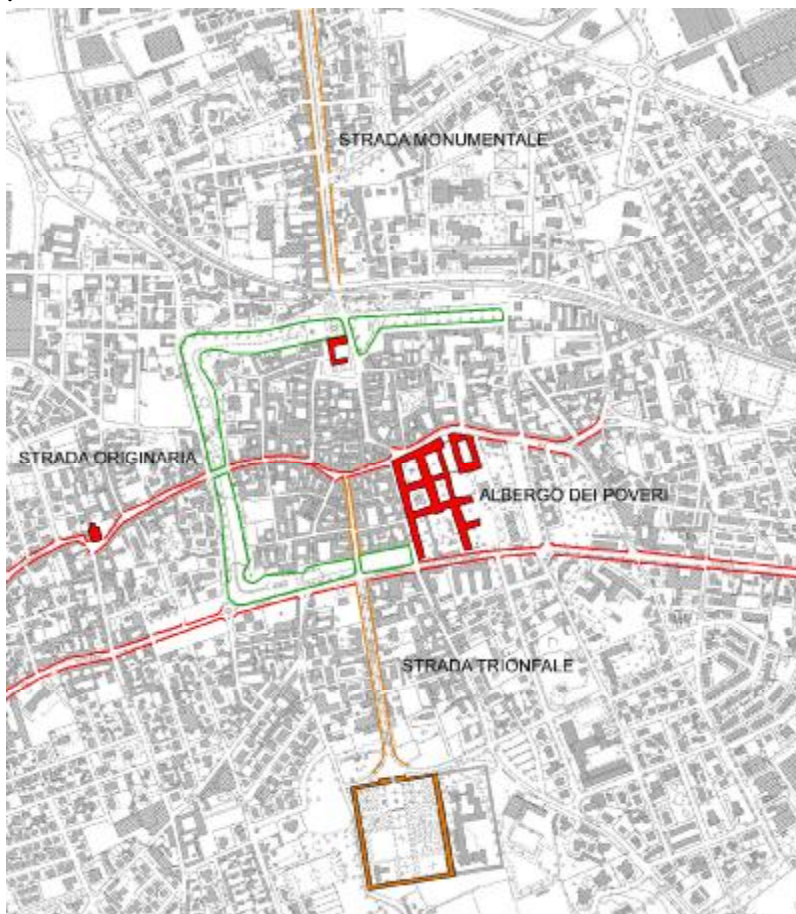 STRADA MONUMENTALE
STRADA ORIGINARIA
ALBERGO DEI POVERI
STRADA TRIONFALE